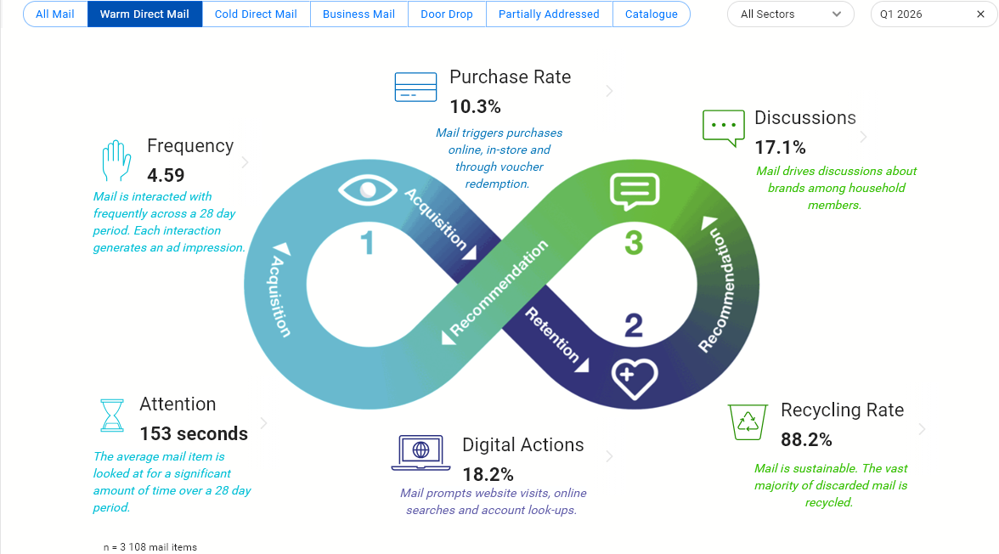 All Mail
Warm Direct Mail
Cold Direct Mail
Business Mail
Door Drop
Partially Addressed
Catalogue
All Sectors
Q1 2026
Purchase Rate
10.3%
Mail triggers purchases
online, in-store and
through voucher
redemption.
Discussions
17.1%
Mail drives discussions about
brands among household
members.
Frequency
4.59
Mail is interacted with
frequently across a 28 day
period. Each interaction
generates an ad impression.
Acquisition
1
Acquisition
Recommendation
3
Recommendation
2
Retention
Attention
153 seconds
The average mail item is
looked at for a significant
amount of time over a 28 day
period.
Digital Actions
18.2%
Mail prompts website visits, online
searches and account look-ups.
Recycling Rate
88.2%
Mail is sustainable. The vast
majority of discarded mail is
recycled.
n = 3 108 mail items